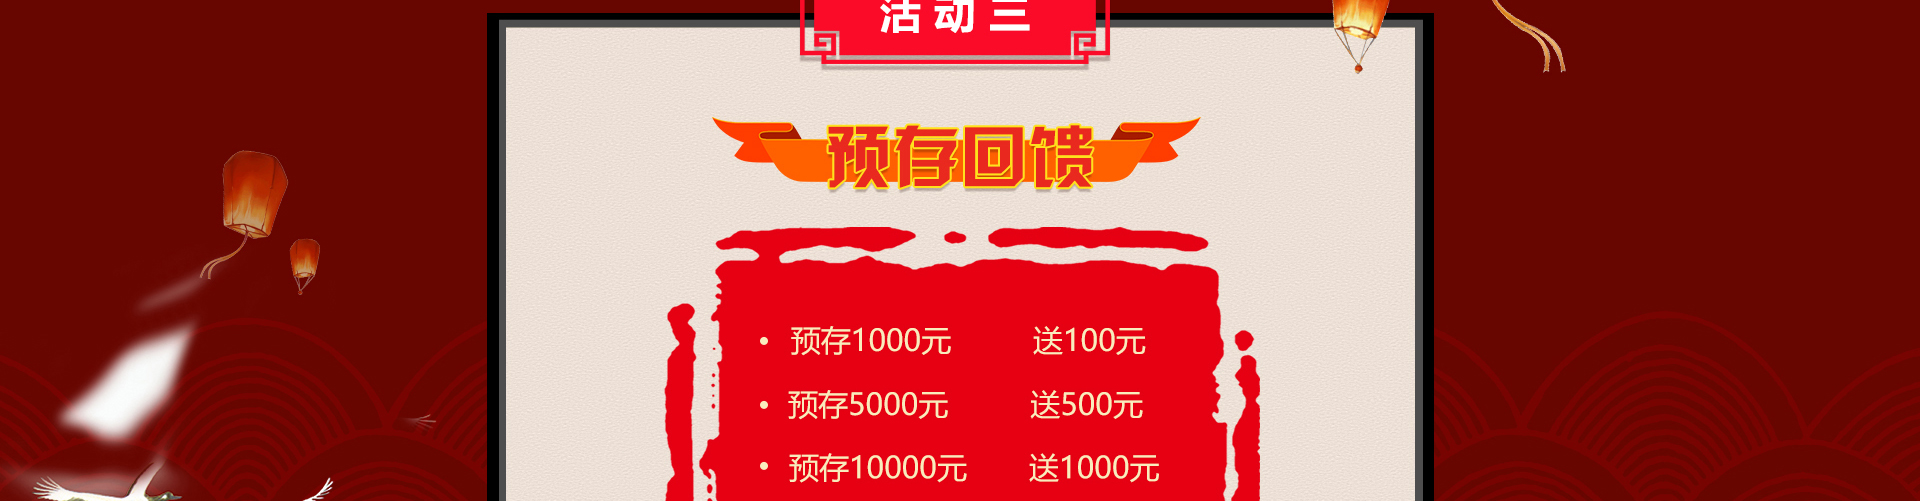 活动三
预存回馈
• 预存1000元 送100元
• 预存5000元 送500元
• 预存10000元 送1000元